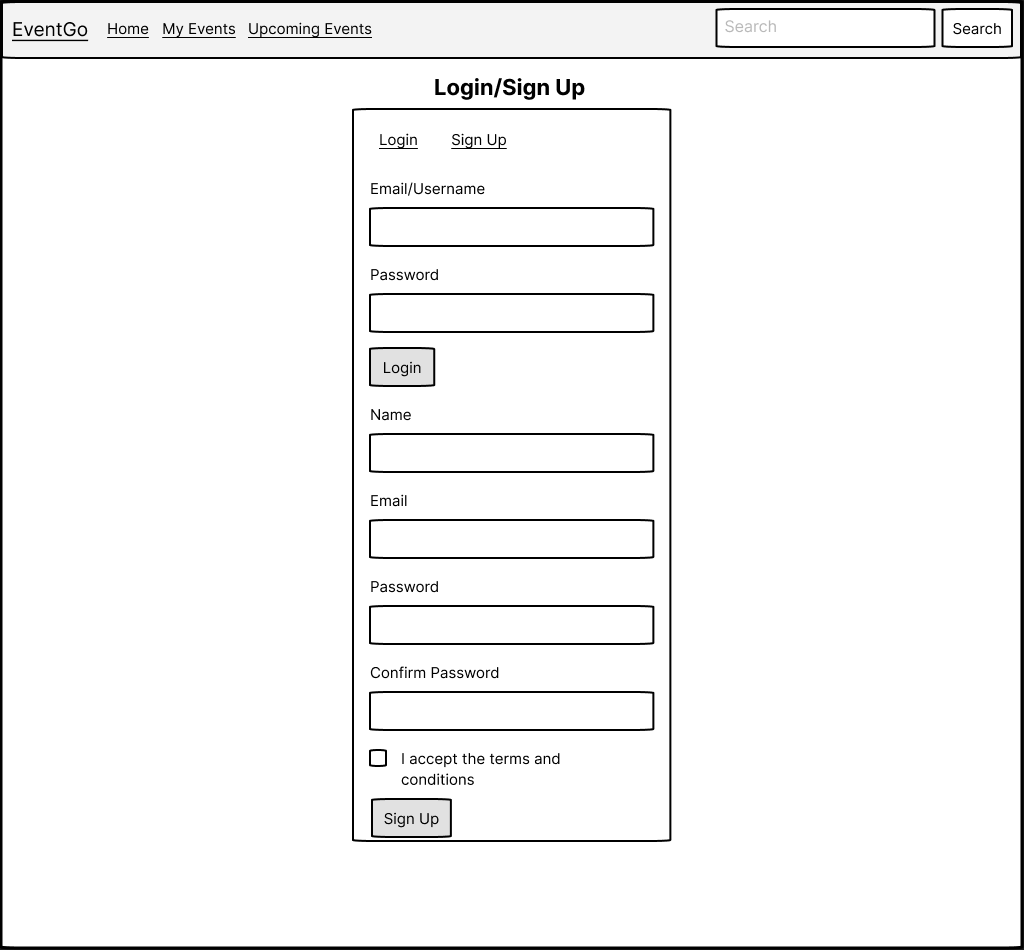 EventGo Home My Events Upcoming Events Search Search
Login/Sign Up
Login Sign Up
Email/Username
Password
Login
Name
Email
Password
Confirm Password
I accept the terms and
conditions
Sign Up